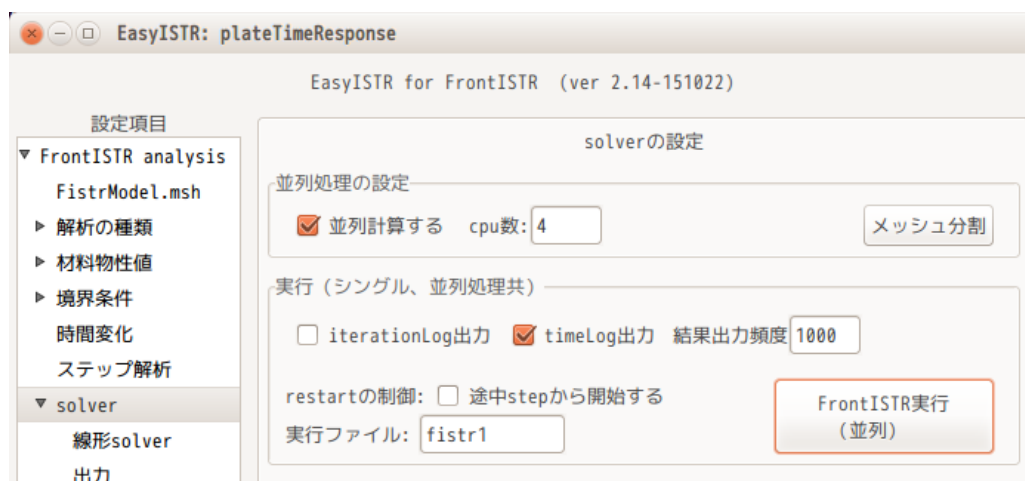 EasyISTR: plateTimeResponse
EasyISTR for FrontISTR (ver 2.14-151022)
設定項目
FrontISTR analysis
FistrModel.msh
解析の種類
材料物性値
境界条件
時間変化
ステップ解析
solver
線形solver
出力
solverの設定
並列処理の設定
並列計算する cpu数: 4 メッシュ分割
実行 (シングル、並列処理共)
iterationLog出力 timeLog出力 結果出力頻度 1000
restartの制御: 途中stepから開始する
実行ファイル: fistr1
FrontISTR実行
(並列)